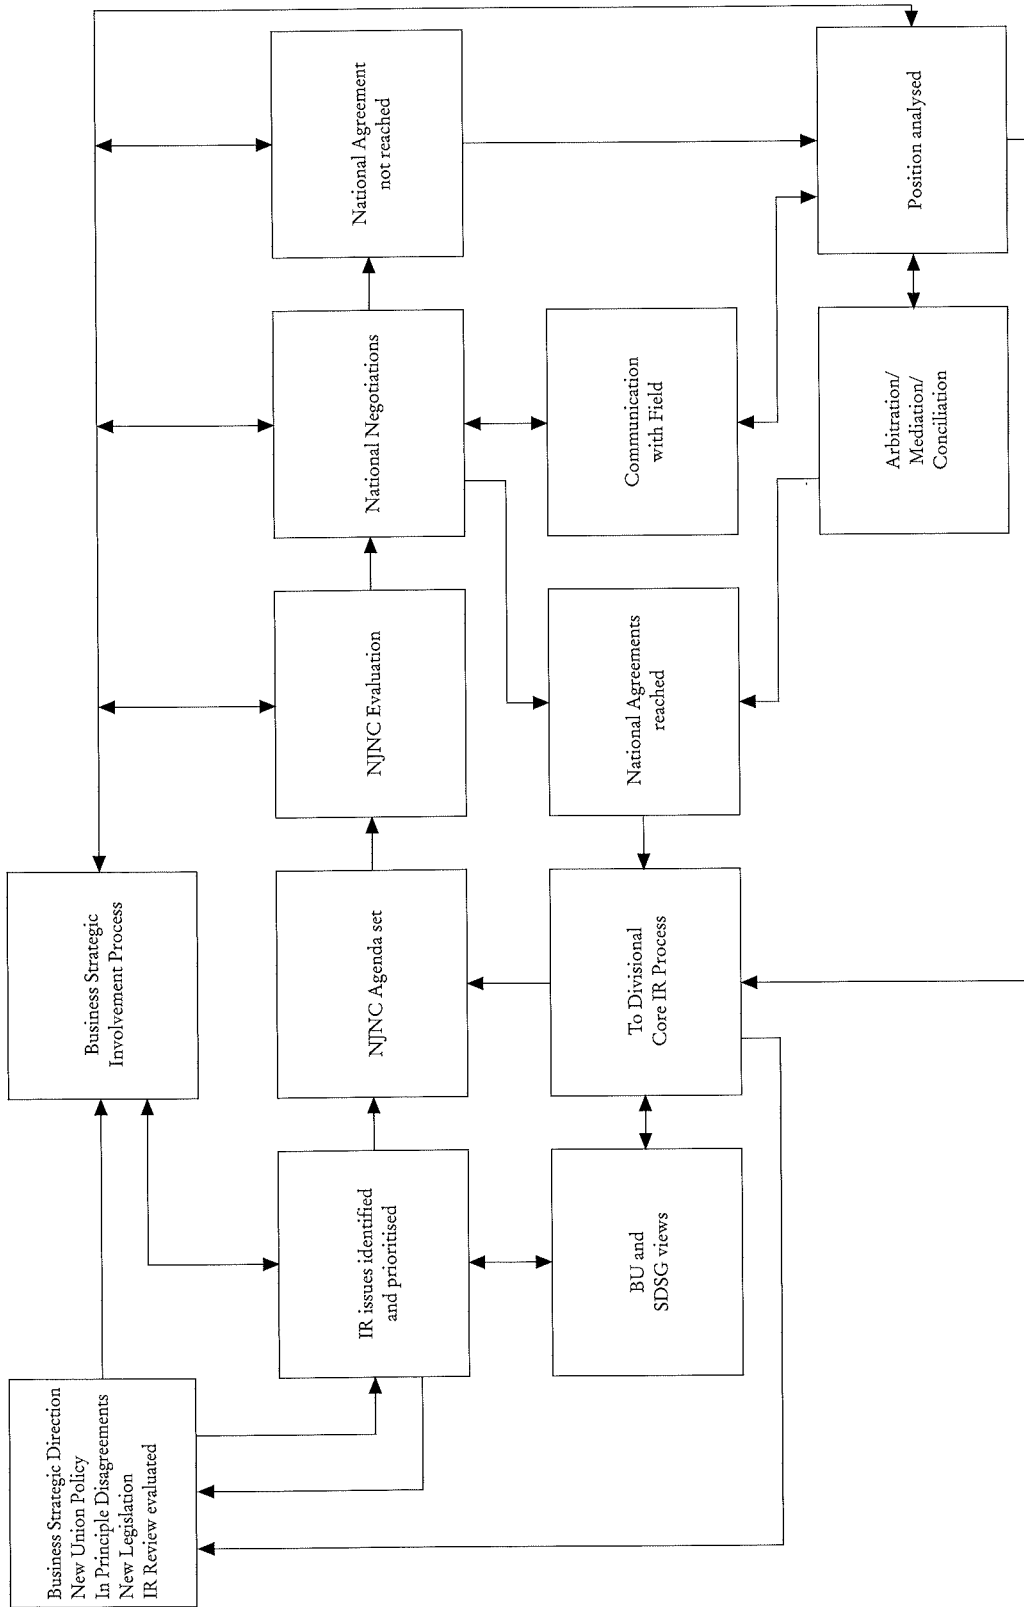 Business Strategic Direction
New Union Policy
In Principle Disagreements
New Legislation
IR Review evaluated
Business Strategic
Involvement Process
IR issues identified
and prioritised
NJNC Agenda set
NJNC Evaluation
National Negotiations
National Agreement
not reached
BU and
SDSG views
To Divisional
Core IR Process
National Agreements
reached
Communication
with Field
Arbitration/
Mediation/
Conciliation
Position analysed